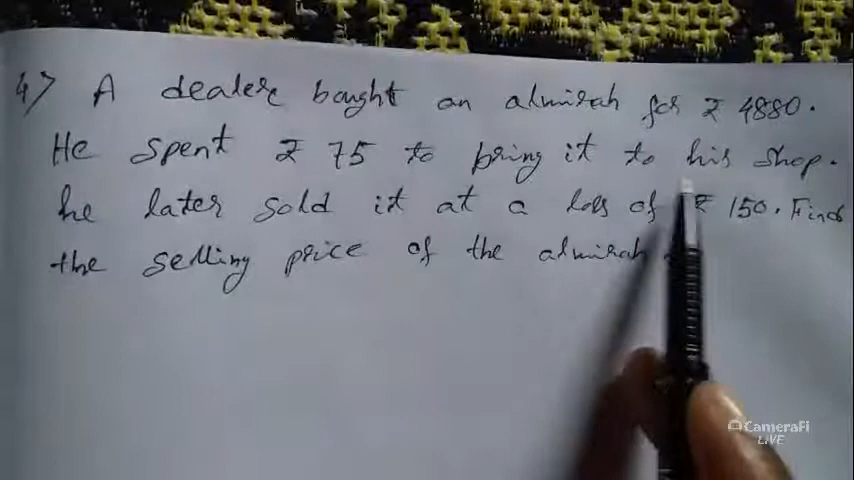 4> A dealer bought an almirah for ₹ 4880.
He spent ₹ 75 to bring it to his shop.
he later sold it at a loss of ₹ 150. Find
the selling price of the almirah
CameraFi
LIVE